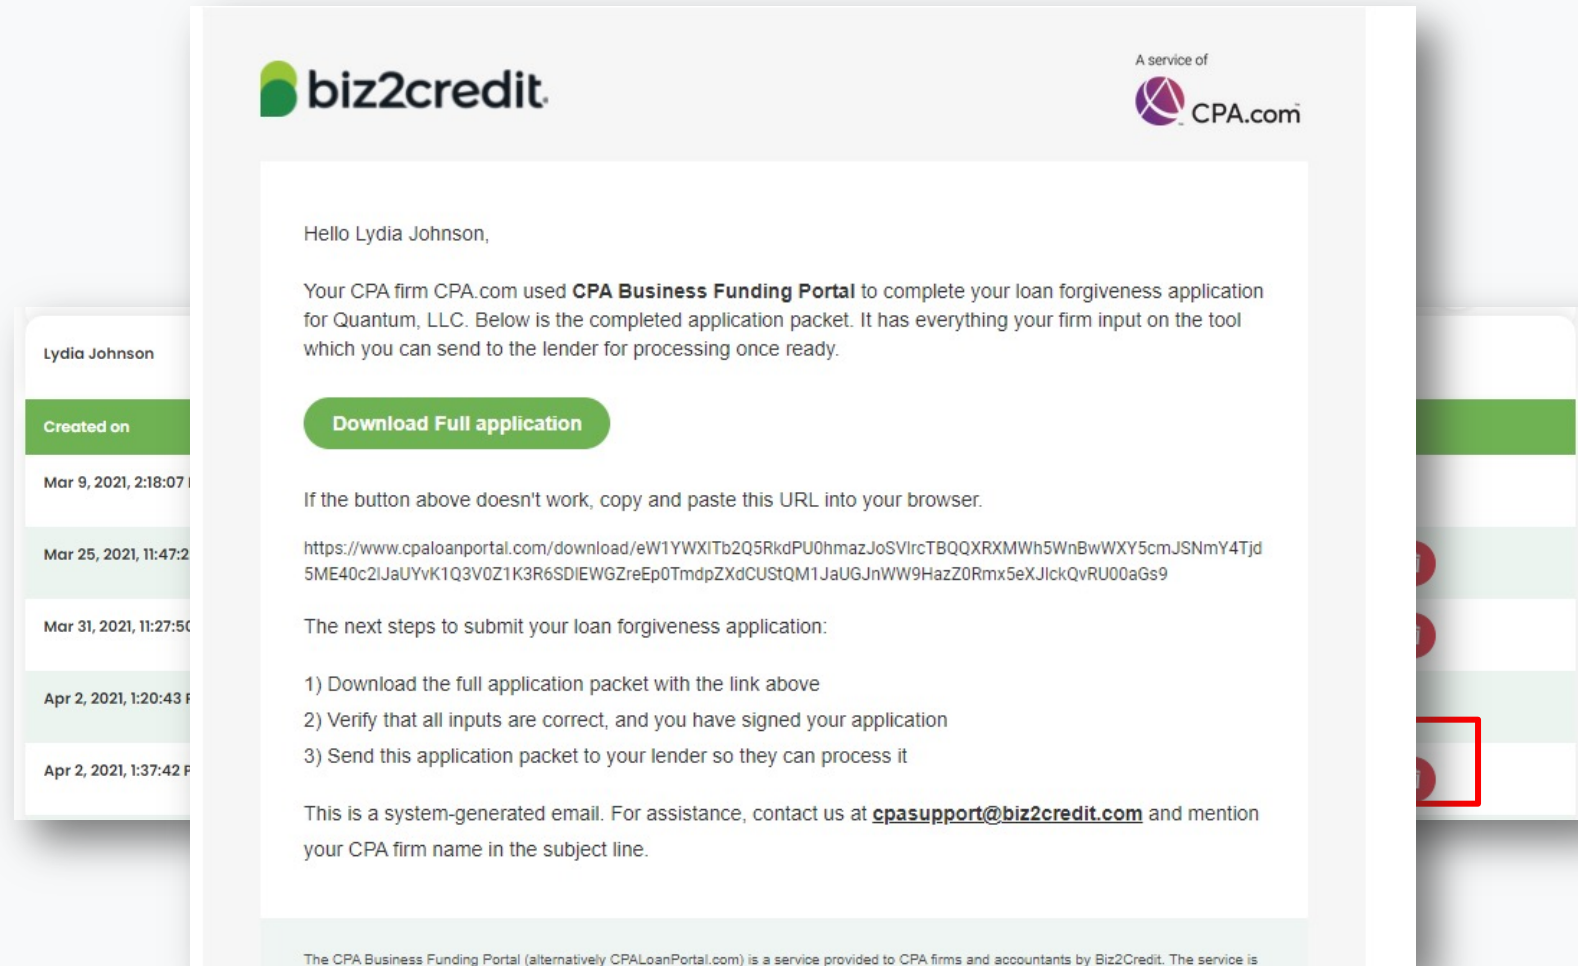 biz2credit.
A service of
CPA.com
Hello Lydia Johnson,
Your CPA firm CPA.com used CPA Business Funding Portal to complete your loan forgiveness application
for Quantum, LLC. Below is the completed application packet. It has everything your firm input on the tool
which you can send to the lender for processing once ready.
Download Full application
If the button above doesn't work, copy and paste this URL into your browser.
The next steps to submit your loan forgiveness application:
1) Download the full application packet with the link above
2) Verify that all inputs are correct, and you have signed your application
3) Send this application packet to your lender so they can process it
This is a system-generated email. For assistance, contact us at cpasupport@biz2credit.com and mention
your CPA firm name in the subject line.
The CPA Business Funding Portal (alternatively CPALoanPortal.com) is a service provided to CPA firms and accountants by Biz2Credit. The service is
Lydia Johnson
Created on
Mar 9, 2021, 2:18:07
Mar 25, 2021, 11:47:2
Mar 31, 2021, 11:27:50
Apr 2, 2021, 1:20:43
Apr 2, 2021, 1:37:42